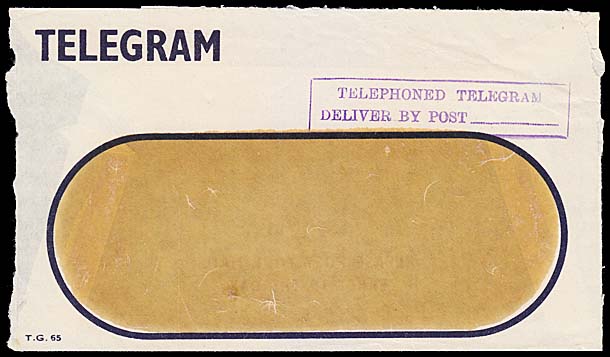 TELEGRAM
TELEPHONED TELEGRAM
DELIVER BY POST
T.G. 65